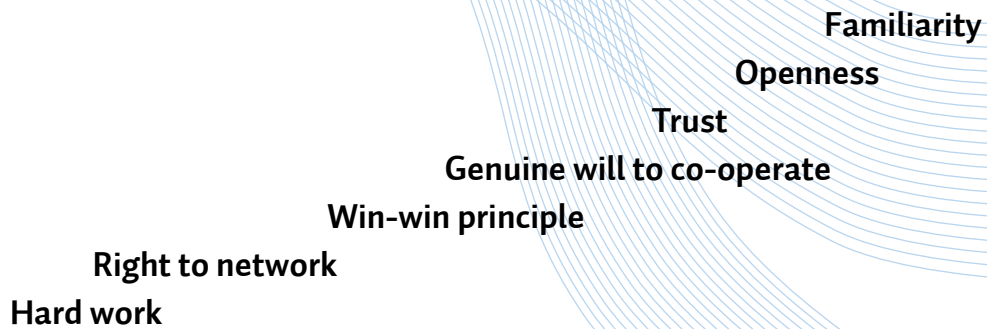 Familiarity
Openness
Trust
Genuine will to co-operate
Win-win principle
Right to network
Hard work